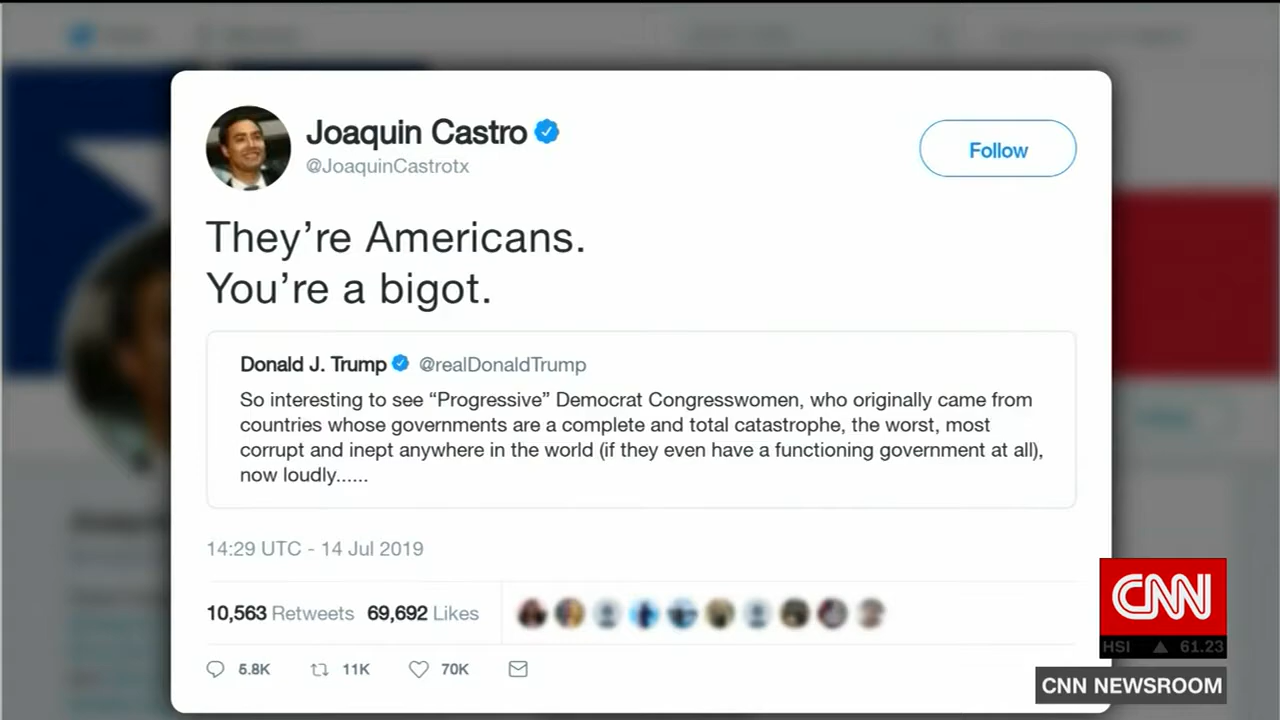 Joaquin Castro
@JoaquinCastrotx
Follow
They’re Americans.
You’re a bigot.
Donald J. Trump @realDonaldTrump
So interesting to see “Progressive” Democrat Congresswomen, who originally came from
countries whose governments are a complete and total catastrophe, the worst, most
corrupt and inept anywhere in the world (if they even have a functioning government at all),
now loudly......
14:29 UTC - 14 Jul 2019
10,563 Retweets 69,692 Likes
5.8K 11K 70K
CNN
HSI ▲ 61.23
CNN NEWSROOM